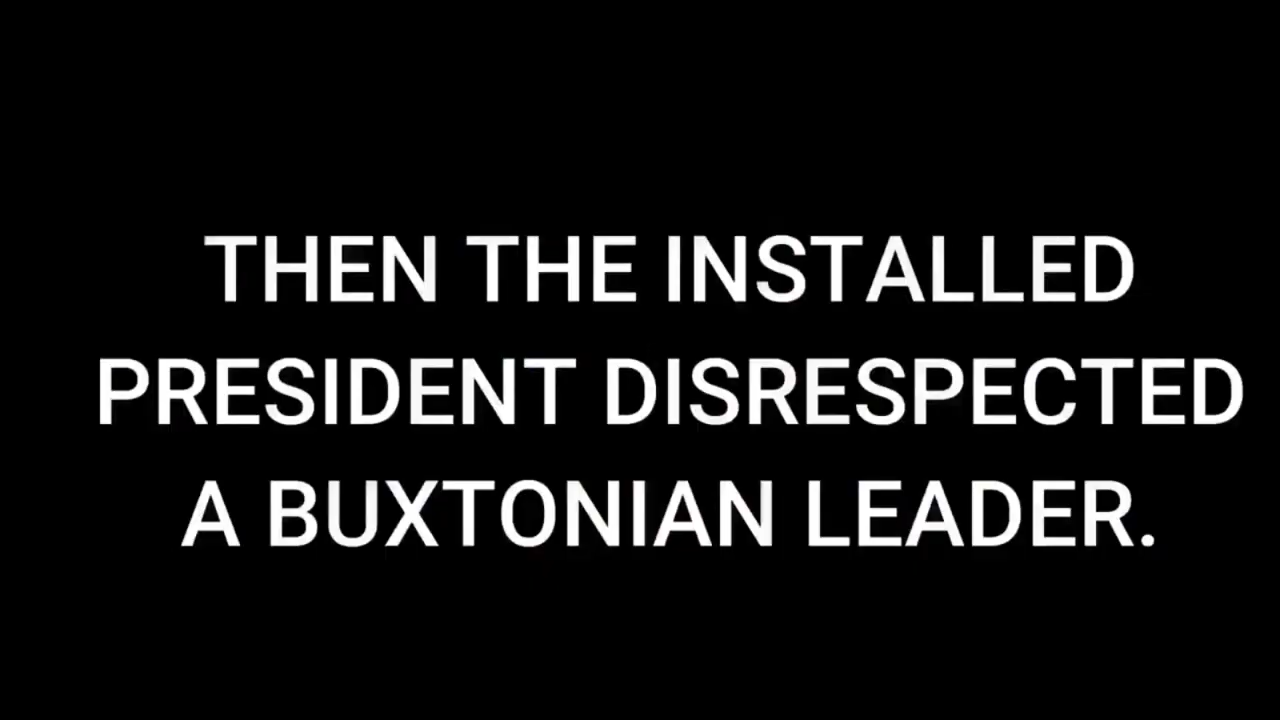 THEN THE INSTALLED
PRESIDENT DISRESPECTED
A BUXTONIAN LEADER.